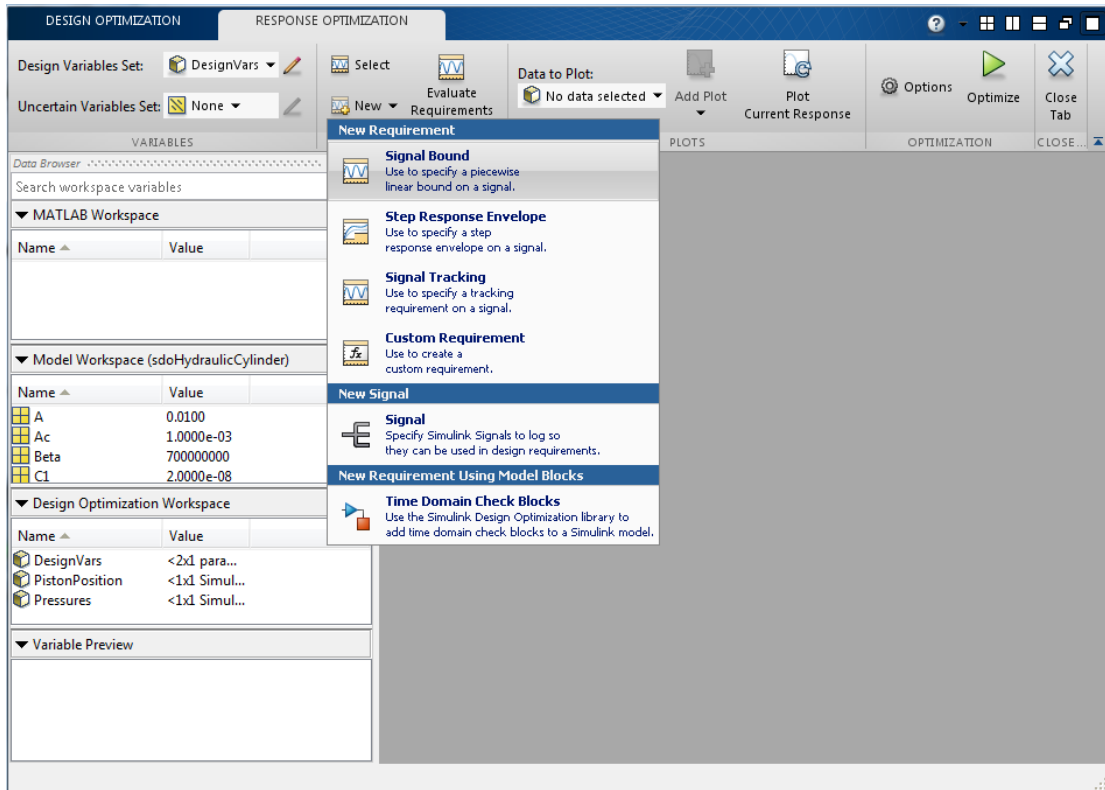 DESIGN OPTIMIZATION
RESPONSE OPTIMIZATION
?
Design Variables Set:
DesignVars
Uncertain Variables Set:
None
VARIABLES
Select
New
Evaluate
Requirements
Data to Plot:
No data selected
Add Plot
Plot
Current Response
PLOTS
Options
Optimize
OPTIMIZATION
Close
Tab
CLOSE...
Data Browser
Search workspace variables
MATLAB Workspace
Name Value
Model Workspace (sdoHydraulicCylinder)
Name Value
A 0.0100
Ac 1.0000e-03
Beta 700000000
C1 2.0000e-08
Design Optimization Workspace
Name Value
DesignVars <2x1 para...
PistonPosition <1x1 Simul...
Pressures <1x1 Simul...
Variable Preview
New Requirement
Signal Bound
Use to specify a piecewise
linear bound on a signal.
Step Response Envelope
Use to specify a step
response envelope on a signal.
Signal Tracking
Use to specify a tracking
requirement on a signal.
fx
Custom Requirement
Use to create a
custom requirement.
New Signal
Signal
Specify Simulink Signals to log so
they can be used in design requirements.
New Requirement Using Model Blocks
Time Domain Check Blocks
Use the Simulink Design Optimization library to
add time domain check blocks to a Simulink model.